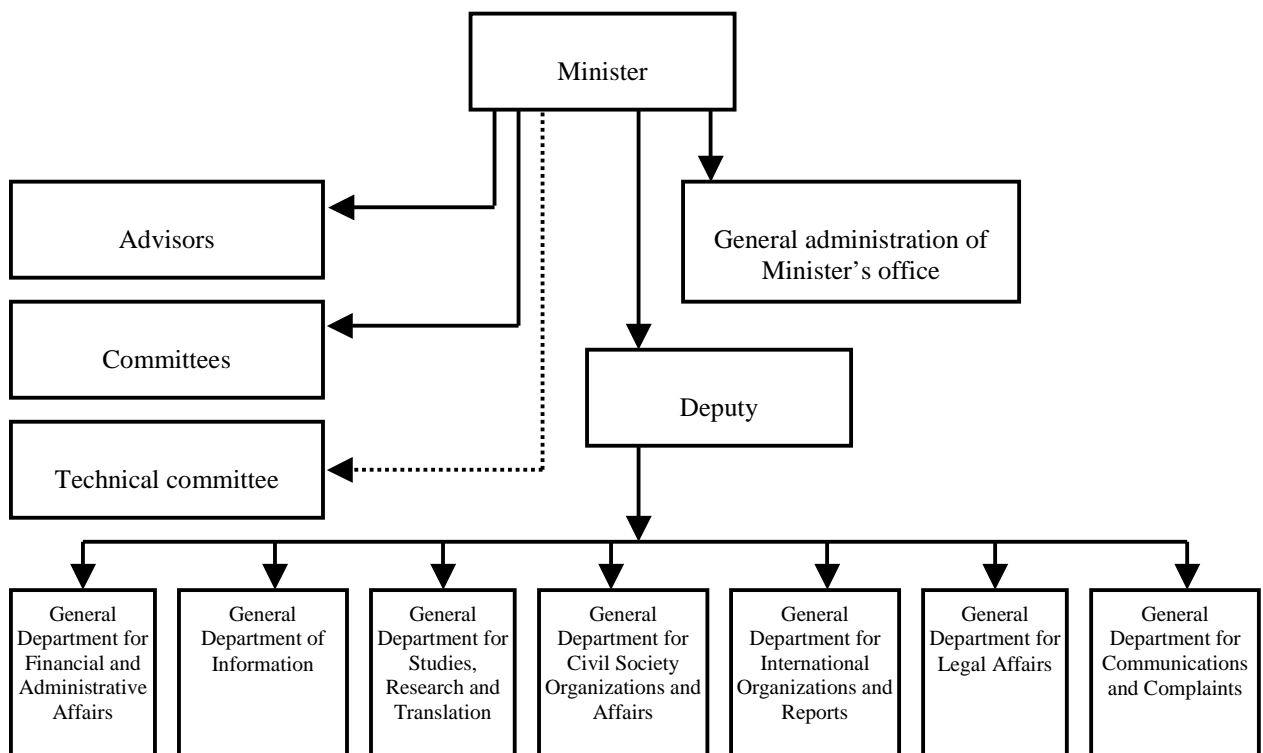 Minister
Advisors
General administration of
Minister’s office
Committees
Deputy
Technical committee
General
Department for
Financial and
Administrative
Affairs
General
Department of
Information
General
Department for
Studies,
Research and
Translation
General
Department for
Civil Society
Organizations and
Affairs
General
Department for
International
Organizations and
Reports
General
Department for
Legal Affairs
General
Department for
Communications
and Complaints